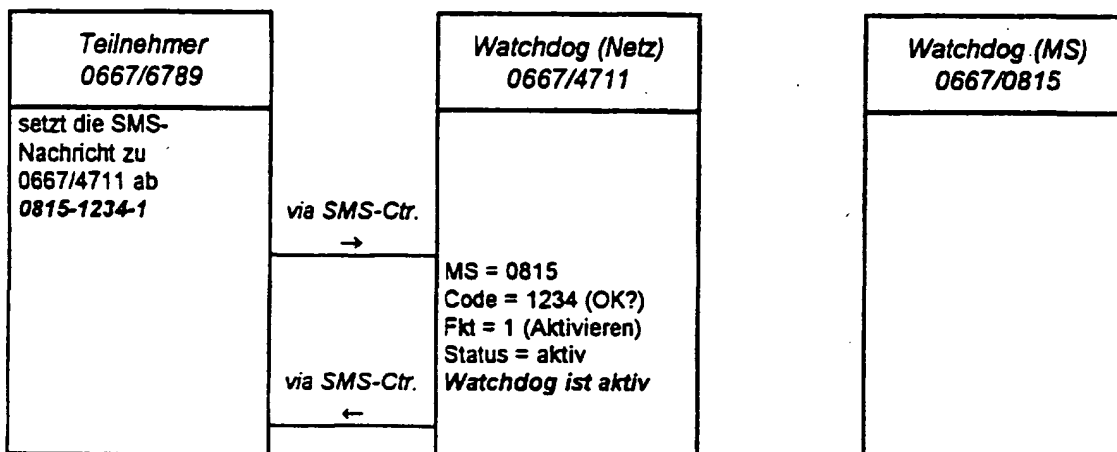 Teilnehmer
0667/6789
setzt die SMS-
Nachricht zu
0667/4711 ab
0815-1234-1
via SMS-Ctr.
→
via SMS-Ctr.
←
Watchdog (Netz)
0667/4711
MS = 0815
Code = 1234 (OK?)
Fkt = 1 (Aktivieren)
Status = aktiv
Watchdog ist aktiv
Watchdog (MS)
0667/0815